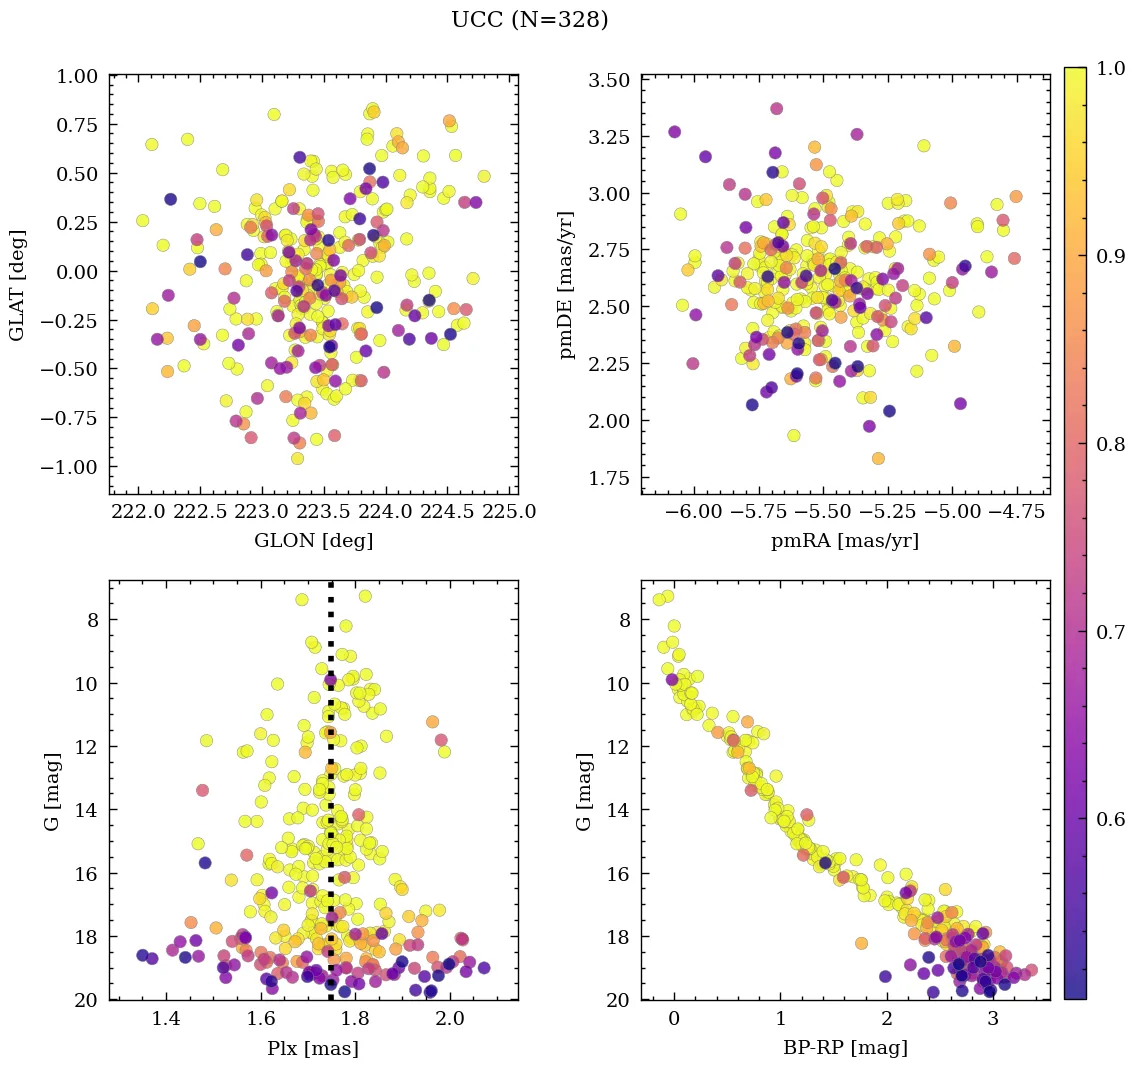 UCC (N=328)
1.00
0.75
0.50
0.25
0.00
−0.25
−0.50
−0.75
−1.00
GLAT [deg]
222.0 222.5 223.0 223.5 224.0 224.5 225.0
GLON [deg]
3.50
3.25
3.00
2.75
2.50
2.25
2.00
1.75
pmDE [mas/yr]
−6.00 −5.75 −5.50 −5.25 −5.00 −4.75
pmRA [mas/yr]
1.0
0.9
0.8
0.7
0.6
8
10
12
14
16
18
20
G [mag]
1.4 1.6 1.8 2.0
Plx [mas]
8
10
12
14
16
18
20
G [mag]
0 1 2 3
BP-RP [mag]